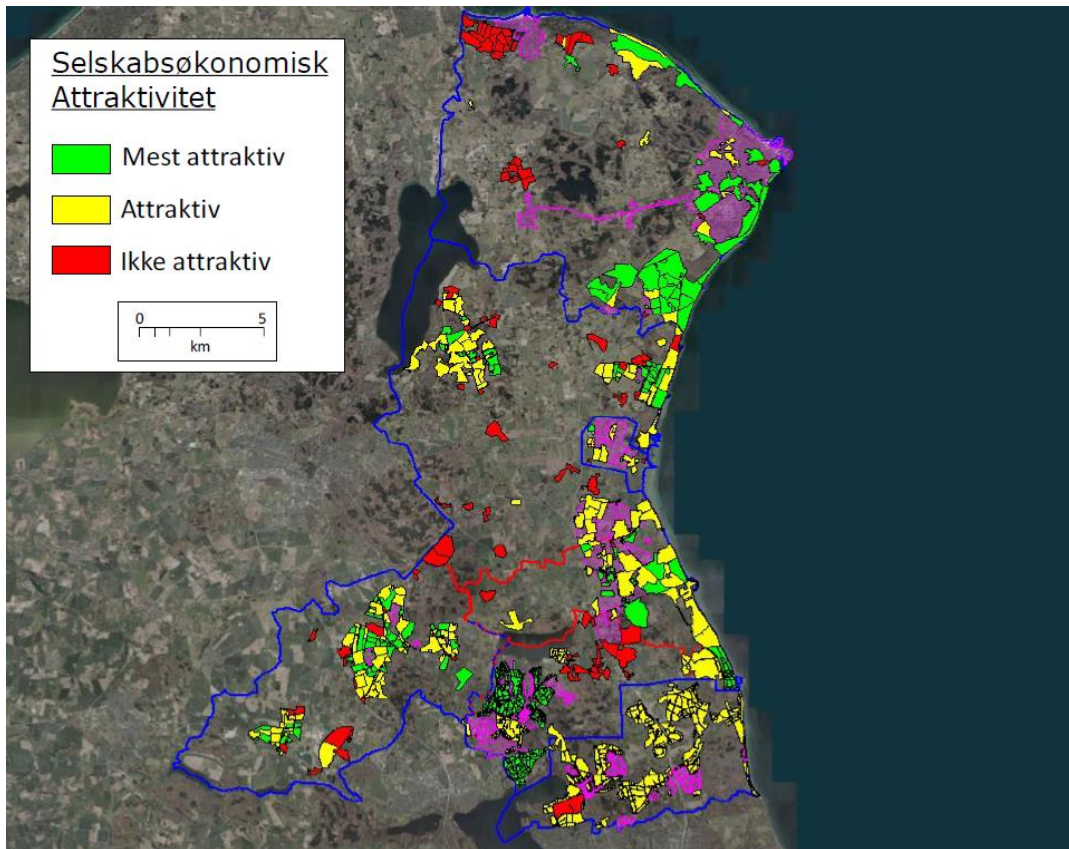 Selskabsøkonomisk
Attraktivitet
Mest attraktiv
Attraktiv
Ikke attraktiv
0 5
km